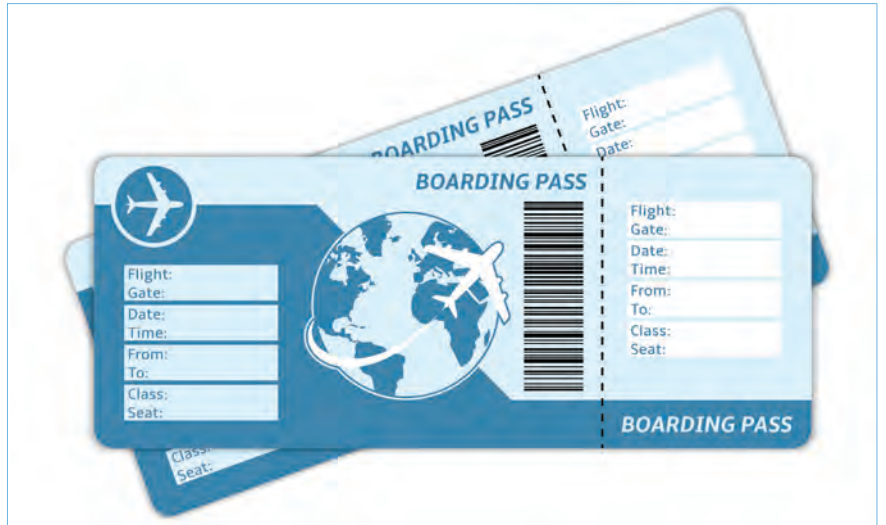 BOARDING PASS
Flight:
Gate:
Date:
BOARDING PASS
Flight:
Gate:
Date:
Time:
From:
To:
Class:
Seat:
Flight:
Gate:
Date:
Time:
From:
To:
Class:
Seat:
BOARDING PASS
Class:
Seat: